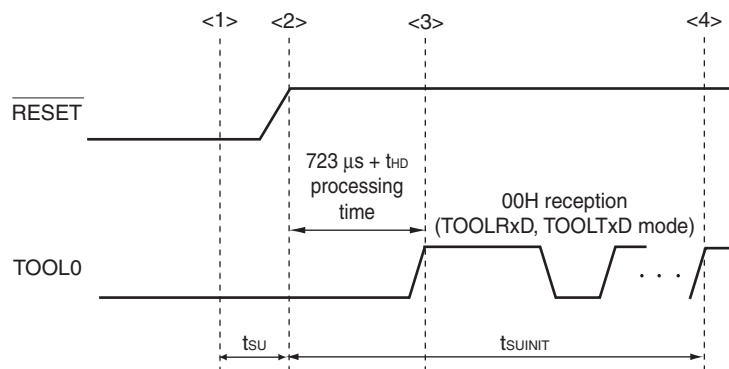 <1> <2> <3> <4>
RESET
723 μs + tHD
processing
time
00H reception
(TOOLRxD, TOOLTxD mode)
TOOL0
. . .
tSU
tSUINIT